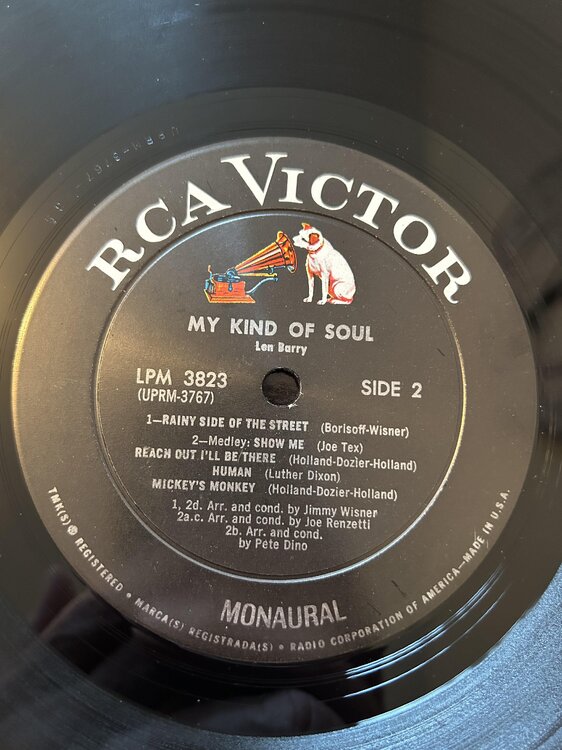 RCA VICTOR
MY KIND OF SOUL
Len Barry
LPM 3823
(UPRM-3767)
SIDE 2
1—RAINY SIDE OF THE STREET (Borisoff-Wisner)
2—Medley: SHOW ME (Joe Tex)
REACH OUT I'LL BE THERE (Holland-Dozier-Holland)
HUMAN (Luther Dixon)
MICKEY'S MONKEY (Holland-Dozier-Holland)
1, 2d. Arr. and cond. by Jimmy Wisner
2a.c. Arr. and cond. by Joe Renzetti
2b. Arr. and cond.
by Pete Dino
MONAURAL
TMK(S) ® REGISTERED • MARCA(S) REGISTRADA(S) • RADIO CORPORATION OF AMERICA—MADE IN U.S.A.